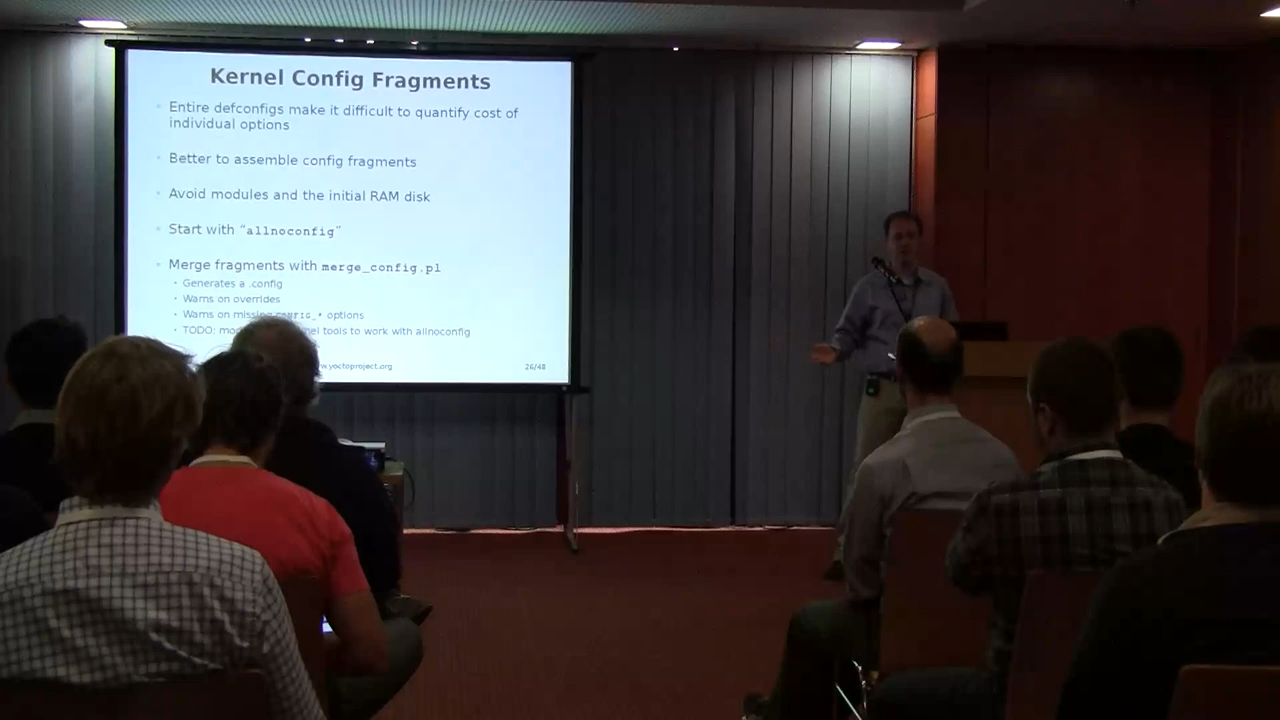 Kernel Config Fragments
Entire defconfigs make it difficult to quantify cost of
individual options
Better to assemble config fragments
Avoid modules and the initial RAM disk
Start with "allnoconfig"
Merge fragments with merge_config.pl
Generates a .config
Warns on overrides
Warns on missing CONFIG_* options
TODO: tools to work with allnoconfig
yoctoproject.org
26/48